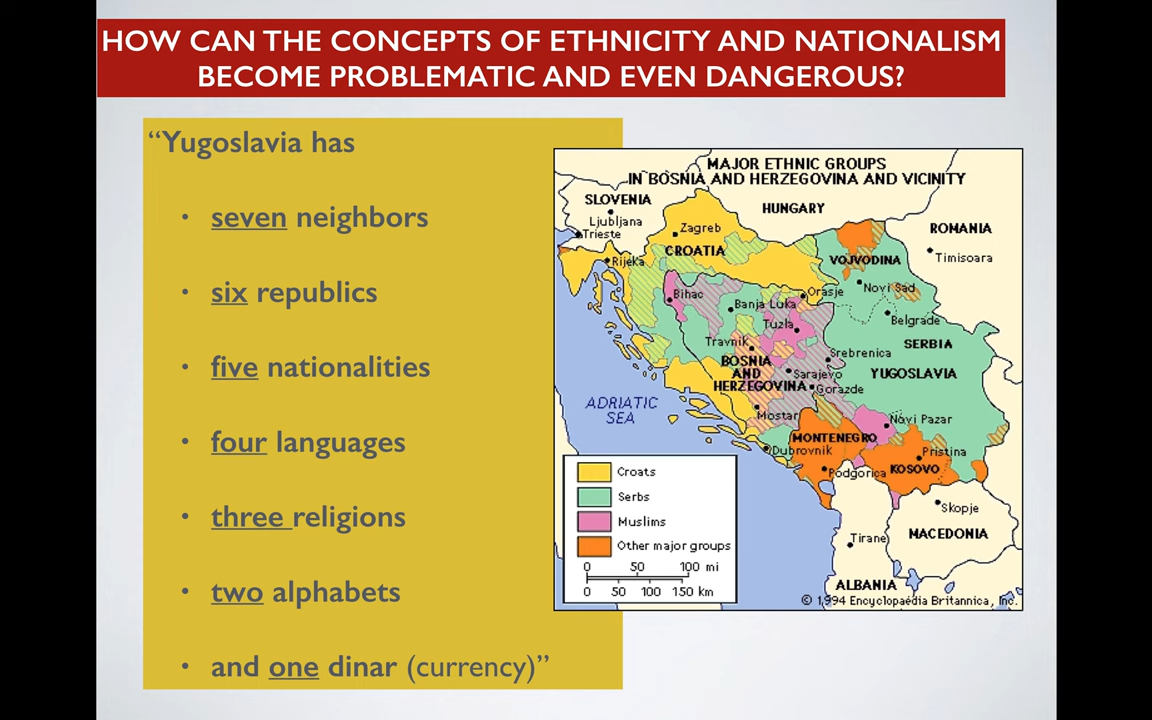 HOW CAN THE CONCEPTS OF ETHNICITY AND NATIONALISM
BECOME PROBLEMATIC AND EVEN DANGEROUS?
“Yugoslavia has
• seven neighbors
• six republics
• five nationalities
• four languages
• three religions
• two alphabets
• and one dinar (currency)”
MAJOR ETHNIC GROUPS
IN BOSNIA AND HERZEGOVINA AND VICINITY
SLOVENIA
Ljubljana
Trieste
HUNGARY
ROMANIA
Timisoara
Zagreb
CROATIA
Rijeka
VOJVODINA
Novi Sad
Bihac
Banja Luka
Orasje
Belgrade
Tuzla
SERBIA
Travnik
Srebrenica
BOSNIA
AND
HERZEGOVINA
Sarajevo
Gorazde
YUGOSLAVIA
ADRIATIC
SEA
Mostar
Novi Pazar
MONTENEGRO
Dubrovnik
Pristina
Podgorica
KOSOVO
Skopje
MACEDONIA
Tirane
ALBANIA
Croats
Serbs
Muslims
Other major groups
0 50 100 mi
0 50 100 150 km
© 1994 Encyclopaedia Britannica, Inc.